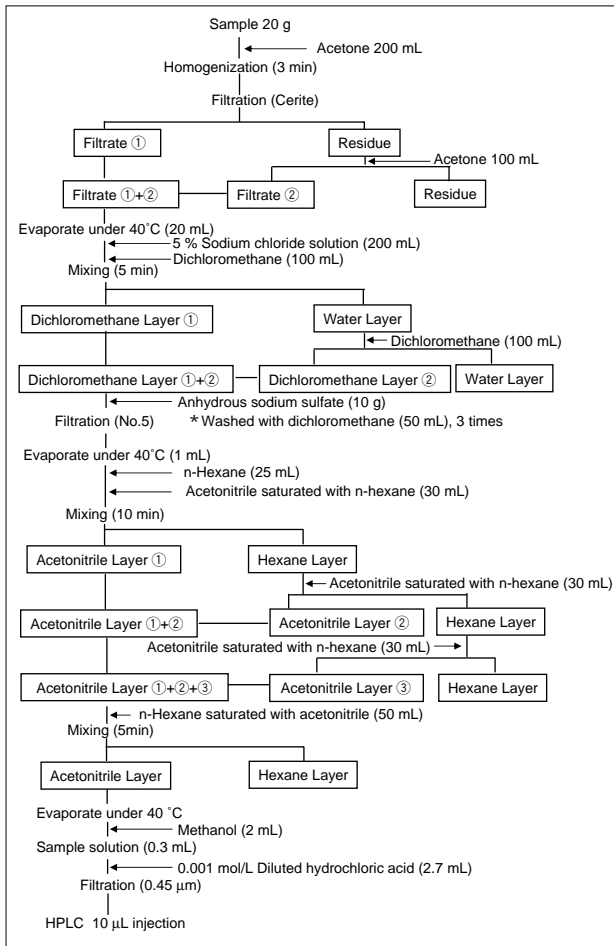 Sample 20 g
Acetone 200 mL
Homogenization (3 min)
Filtration (Cerite)
Filtrate ① Residue
Acetone 100 mL
Filtrate ①+② Filtrate ② Residue
Evaporate under 40˚C (20 mL)
5 % Sodium chloride solution (200 mL)
Dichloromethane (100 mL)
Mixing (5 min)
Dichloromethane Layer ① Water Layer
Dichloromethane (100 mL)
Dichloromethane Layer ①+② Dichloromethane Layer ② Water Layer
Anhydrous sodium sulfate (10 g)
Filtration (No.5) *Washed with dichloromethane (50 mL), 3 times
Evaporate under 40˚C (1 mL)
n-Hexane (25 mL)
Acetonitrile saturated with n-hexane (30 mL)
Mixing (10 min)
Acetonitrile Layer ① Hexane Layer
Acetonitrile saturated with n-hexane (30 mL)
Acetonitrile Layer ①+② Acetonitrile Layer ② Hexane Layer
Acetonitrile saturated with n-hexane (30 mL)
Acetonitrile Layer ①+②+③ Acetonitrile Layer ③ Hexane Layer
n-Hexane saturated with acetonitrile (50 mL)
Mixing (5min)
Acetonitrile Layer Hexane Layer
Evaporate under 40 ˚C
Methanol (2 mL)
Sample solution (0.3 mL)
0.001 mol/L Diluted hydrochloric acid (2.7 mL)
Filtration (0.45 µm)
HPLC 10 µL injection